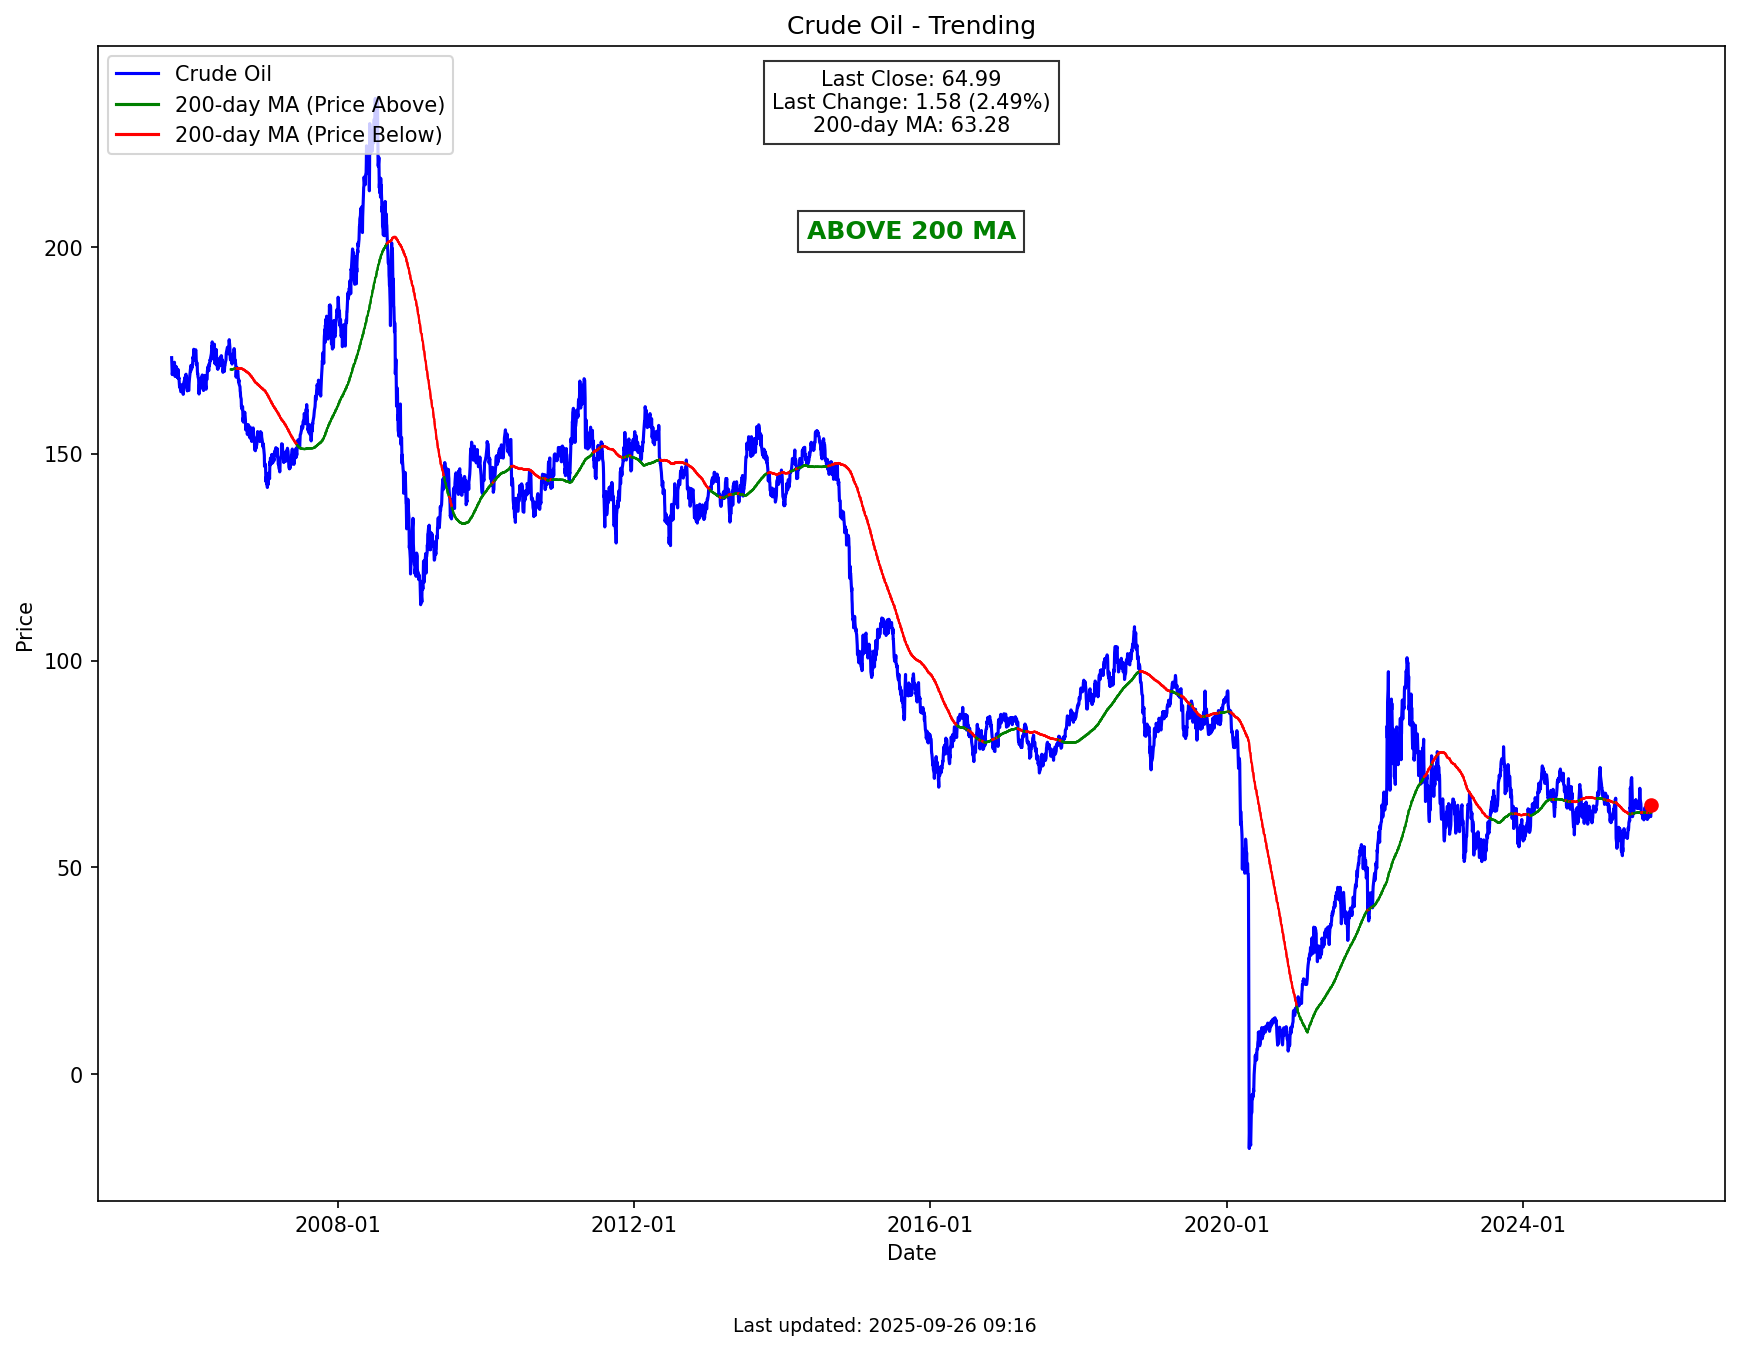 Crude Oil - Trending
Crude Oil
200-day MA (Price Above)
200-day MA (Price Below)
Last Close: 64.99
Last Change: 1.58 (2.49%)
200-day MA: 63.28
ABOVE 200 MA
Price
200
150
100
50
0
2008-01
2012-01
2016-01
2020-01
2024-01
Date
Last updated: 2025-09-26 09:16